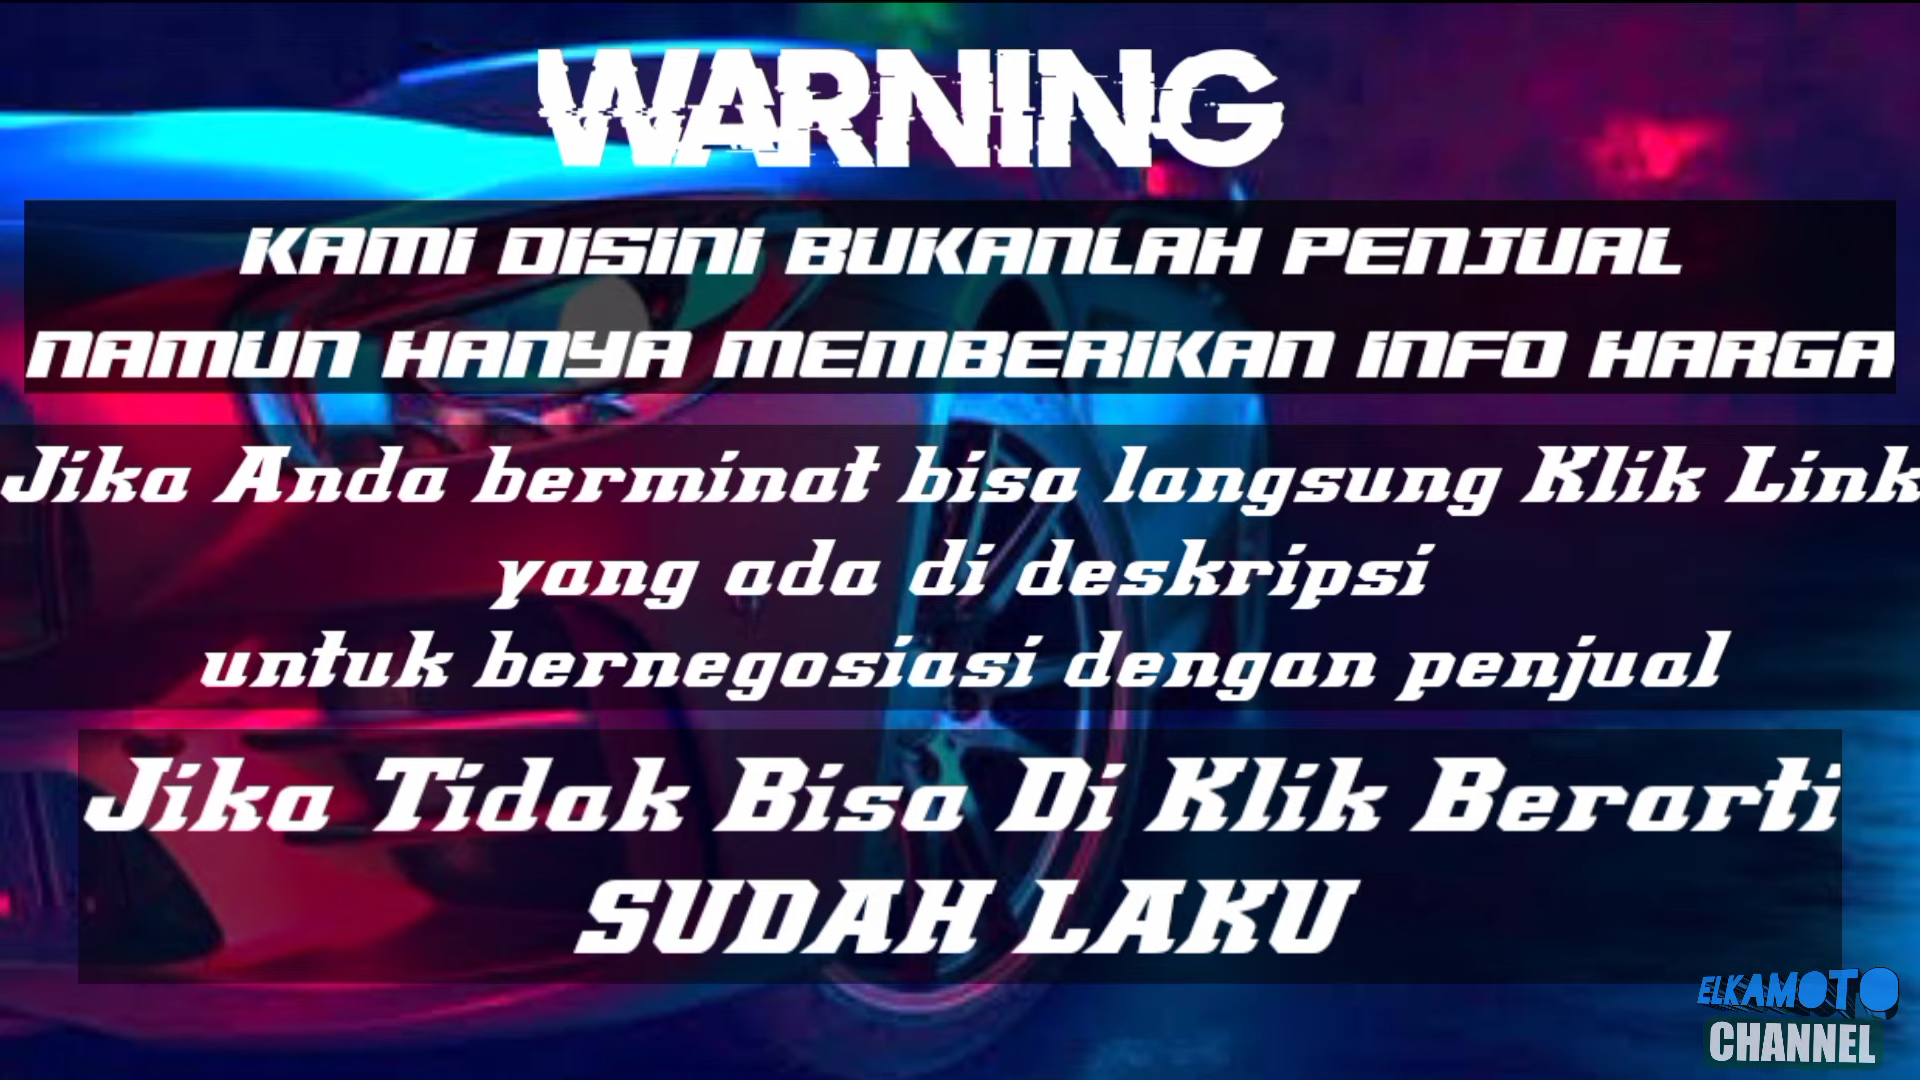 WARNING
KAMI DISINI BUKANLAH PENJUAL
NAMUN HANYA MEMBERIKAN INFO HARGA
Jika Anda berminat bisa langsung Klik Link
yang ada di deskripsi
untuk bernegosiasi dengan penjual
Jika Tidak Bisa Di Klik Berarti
SUDAH LAKU
ELKAMOTO
CHANNEL